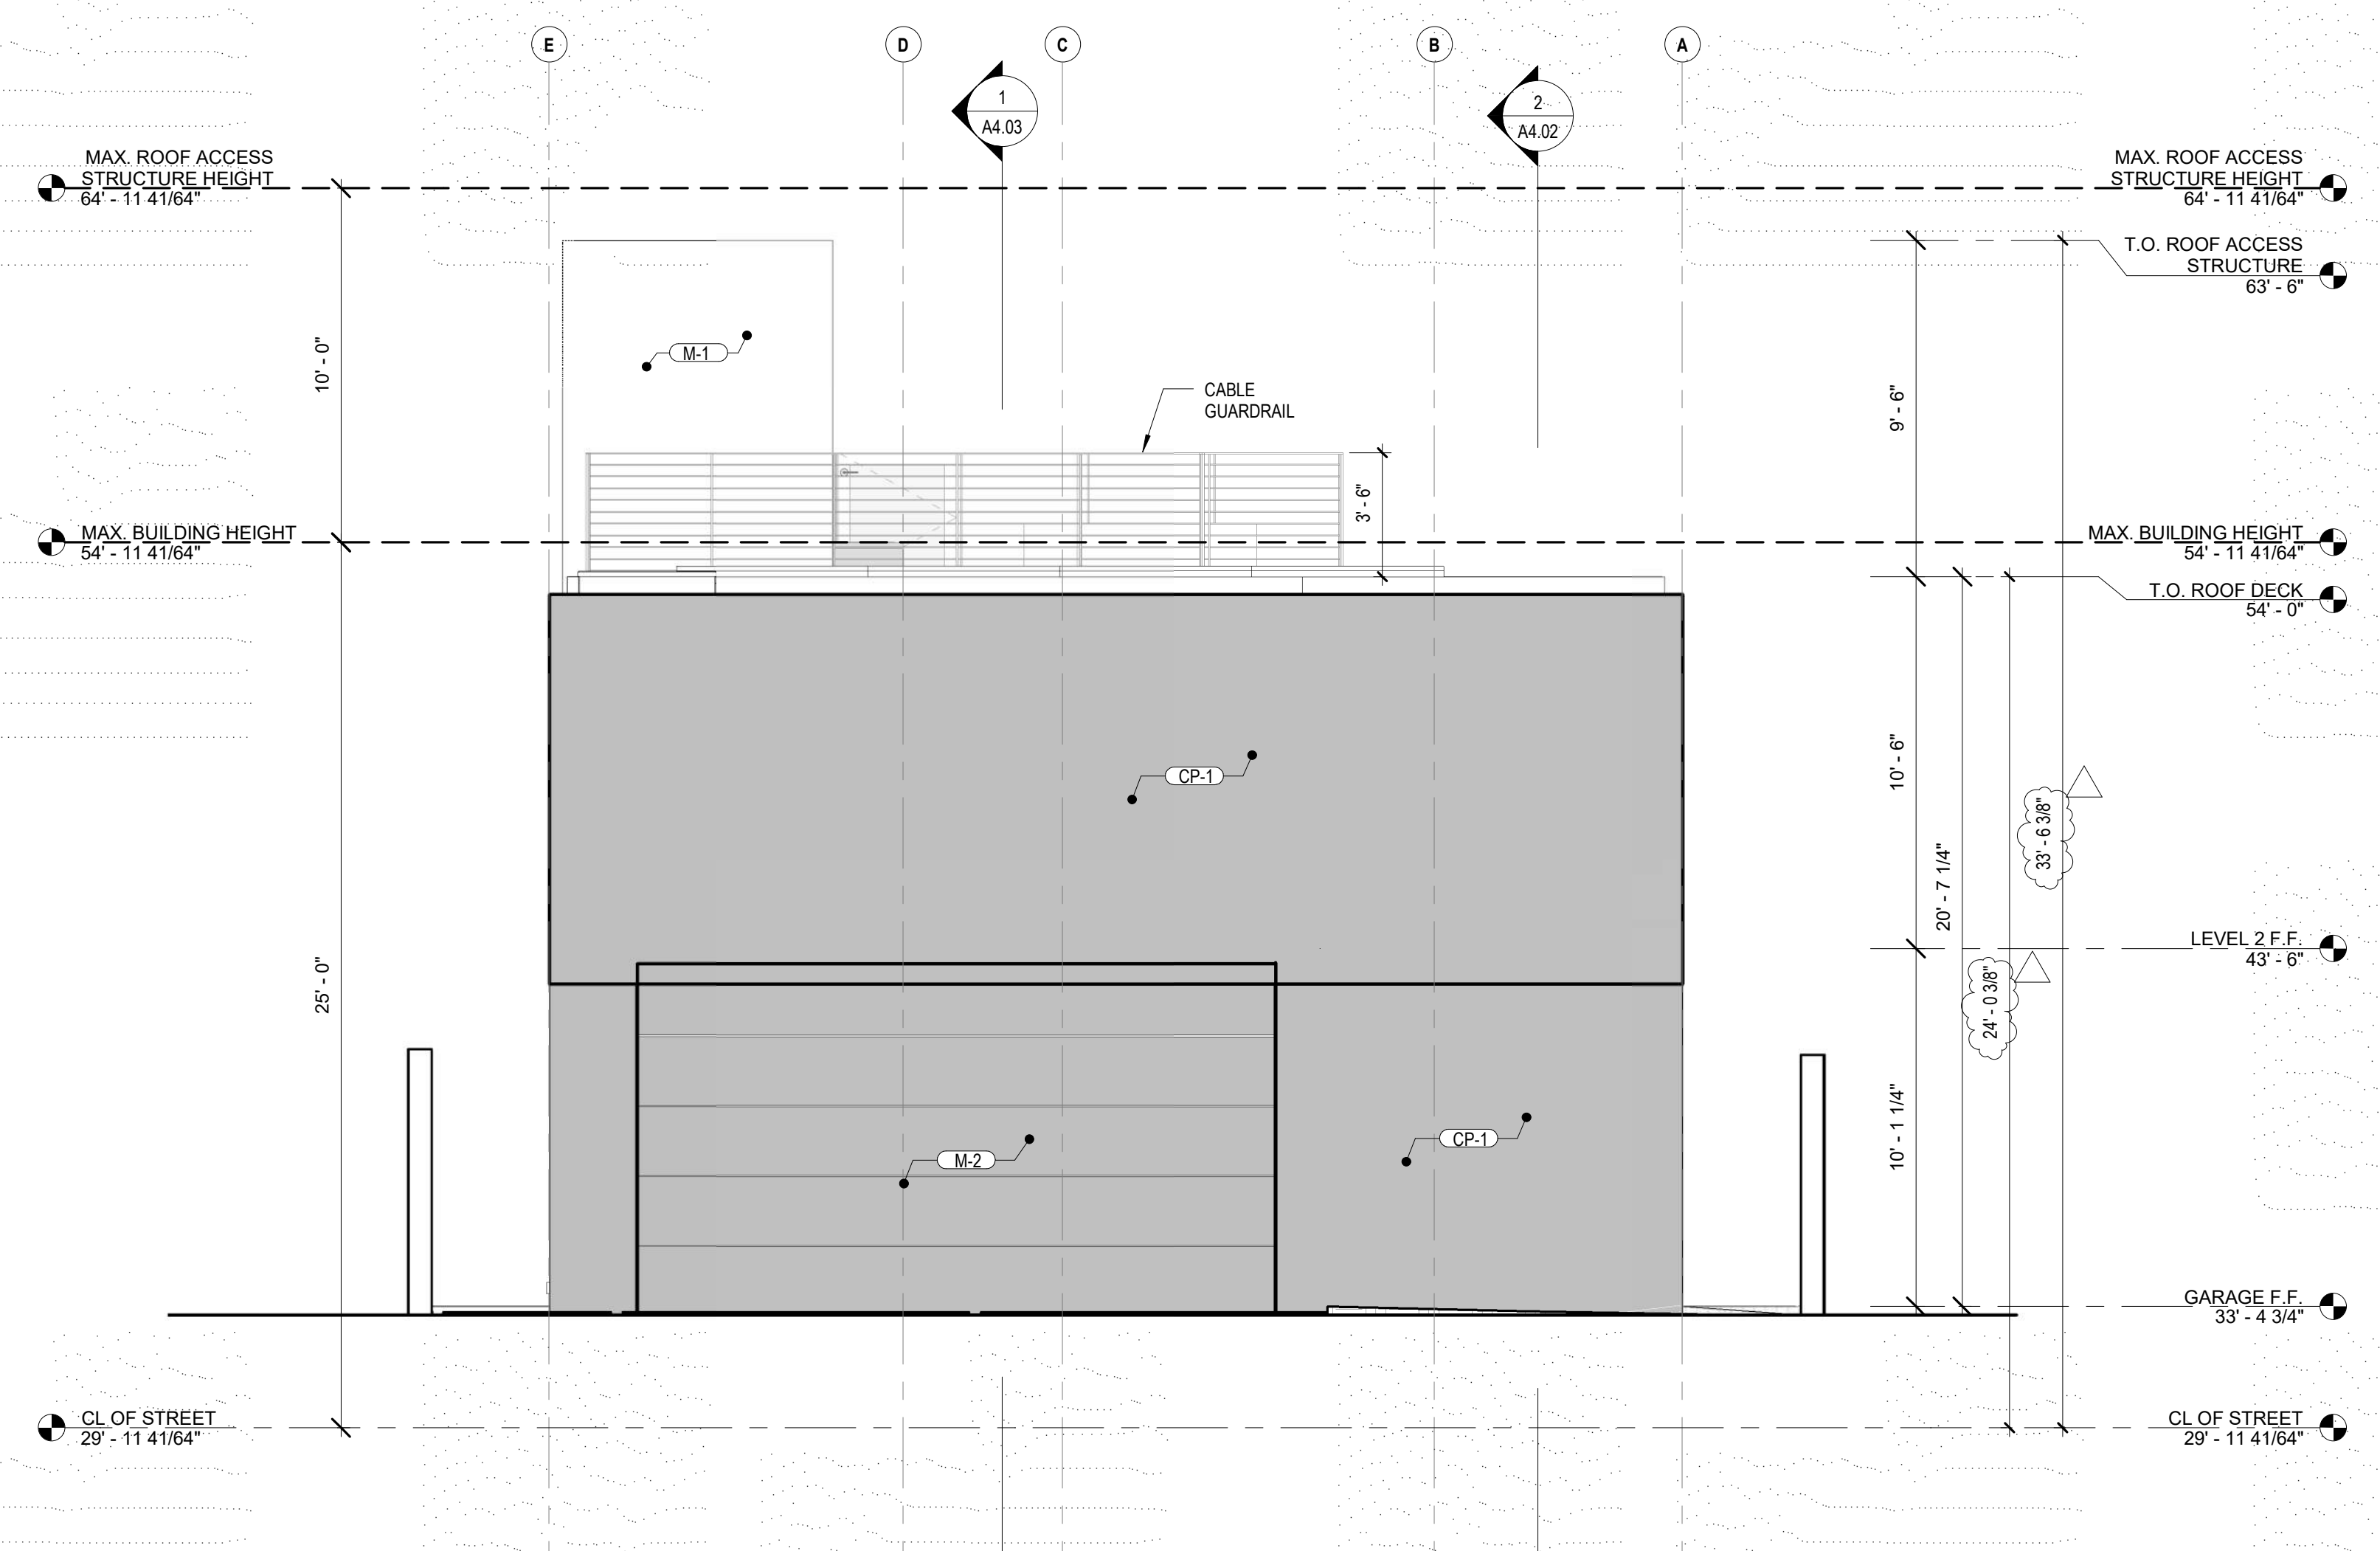 E
D
C
B
A
1
A4.03
2
A4.02
MAX. ROOF ACCESS
STRUCTURE HEIGHT
64' - 11 41/64"
MAX. ROOF ACCESS
STRUCTURE HEIGHT
64' - 11 41/64"
T.O. ROOF ACCESS
STRUCTURE
63' - 6"
M-1
10' - 0"
CABLE
GUARDRAIL
9' - 6"
3' - 6"
MAX. BUILDING HEIGHT
54' - 11 41/64"
MAX. BUILDING HEIGHT
54' - 11 41/64"
T.O. ROOF DECK
54' - 0"
CP-1
10' - 6"
33' - 6 3/8"
20' - 7 1/4"
LEVEL 2 F.F.
43' - 6"
25' - 0"
24' - 0 3/8"
M-2
CP-1
10' - 1 1/4"
GARAGE F.F.
33' - 4 3/4"
CL OF STREET
29' - 11 41/64"
CL OF STREET
29' - 11 41/64"